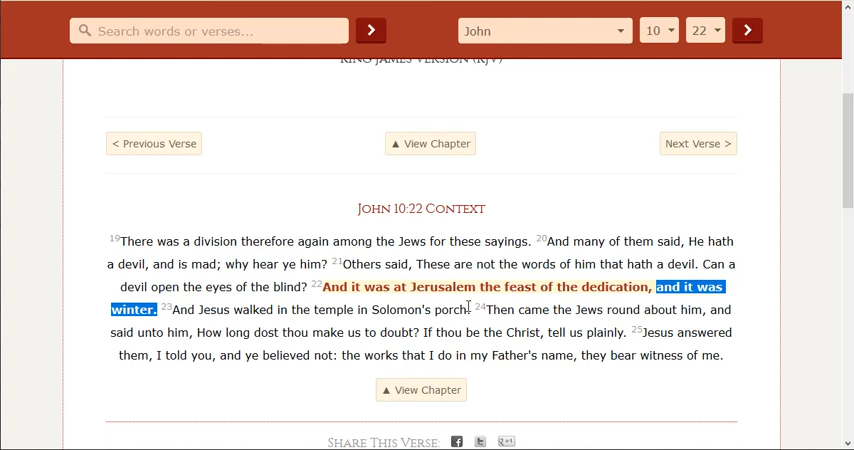 Search words or verses...
John
10
22
KING JAMES VERSION (KJV)
< Previous Verse
▲ View Chapter
Next Verse >
John 10:22 Context
19There was a division therefore again among the Jews for these sayings. 20And many of them said, He hath
a devil, and is mad; why hear ye him? 21Others said, These are not the words of him that hath a devil. Can a
devil open the eyes of the blind? 22And it was at Jerusalem the feast of the dedication, and it was
winter. 23And Jesus walked in the temple in Solomon's porch. 24Then came the Jews round about him, and
said unto him, How long dost thou make us to doubt? If thou be the Christ, tell us plainly. 25Jesus answered
them, I told you, and ye believed not: the works that I do in my Father's name, they bear witness of me.
▲ View Chapter
Share This Verse:
f
t
g+1